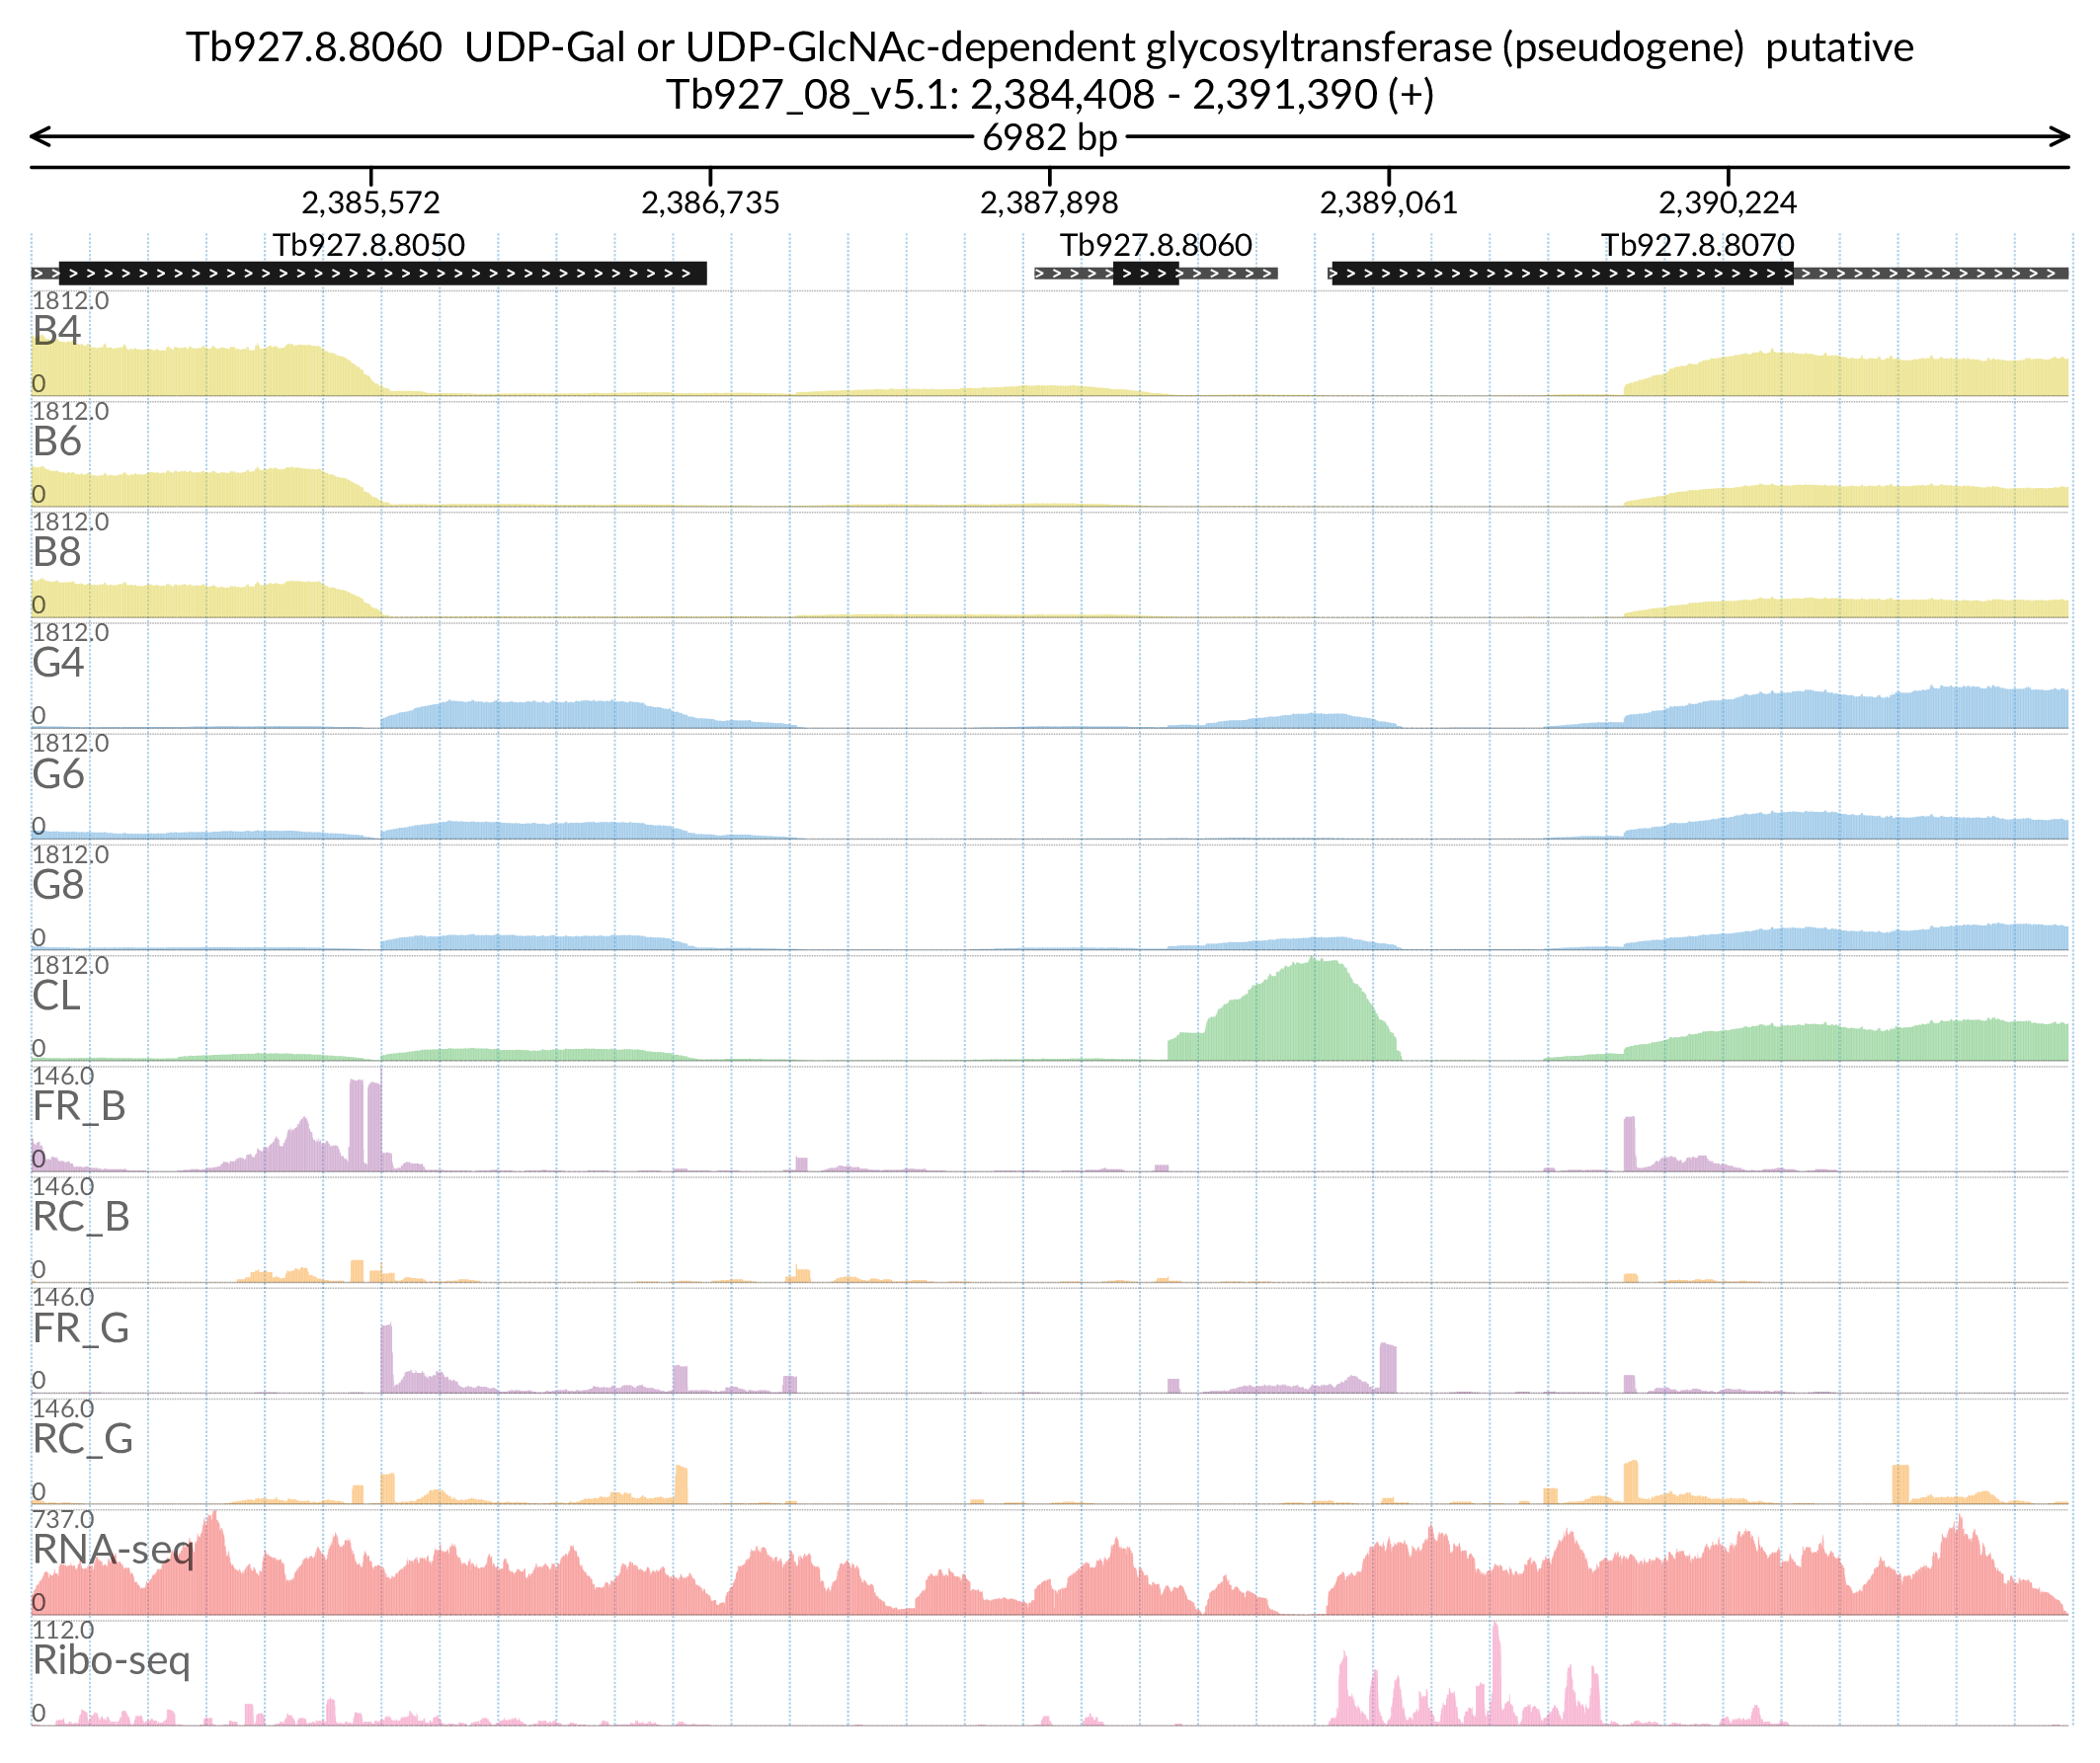 Tb927.8.8060  UDP-Gal or UDP-GlcNAc-dependent glycosyltransferase (pseudogene)  putative
Tb927_08_v5.1: 2,384,408 - 2,391,390 (+)
6982 bp
2,385,572 2,386,735 2,387,898 2,389,061 2,390,224
Tb927.8.8050 Tb927.8.8060 Tb927.8.8070
1812.0
B4
0
1812.0
B6
0
1812.0
B8
0
1812.0
G4
0
1812.0
G6
0
1812.0
G8
0
1812.0
CL
0
146.0
FR_B
0
146.0
RC_B
0
146.0
FR_G
0
146.0
RC_G
0
737.0
RNA-seq
0
112.0
Ribo-seq
0